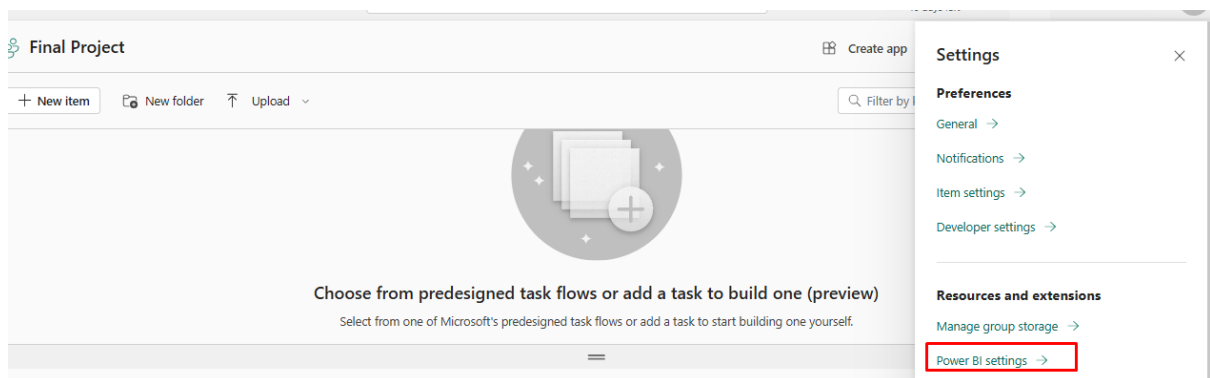 Final Project
Create app
Settings
New item
New folder
Upload
Filter by
Preferences
General
Notifications
Item settings
Developer settings
Choose from predesigned task flows or add a task to build one (preview)
Select from one of Microsoft's predesigned task flows or add a task to start building one yourself.
Resources and extensions
Manage group storage
Power BI settings